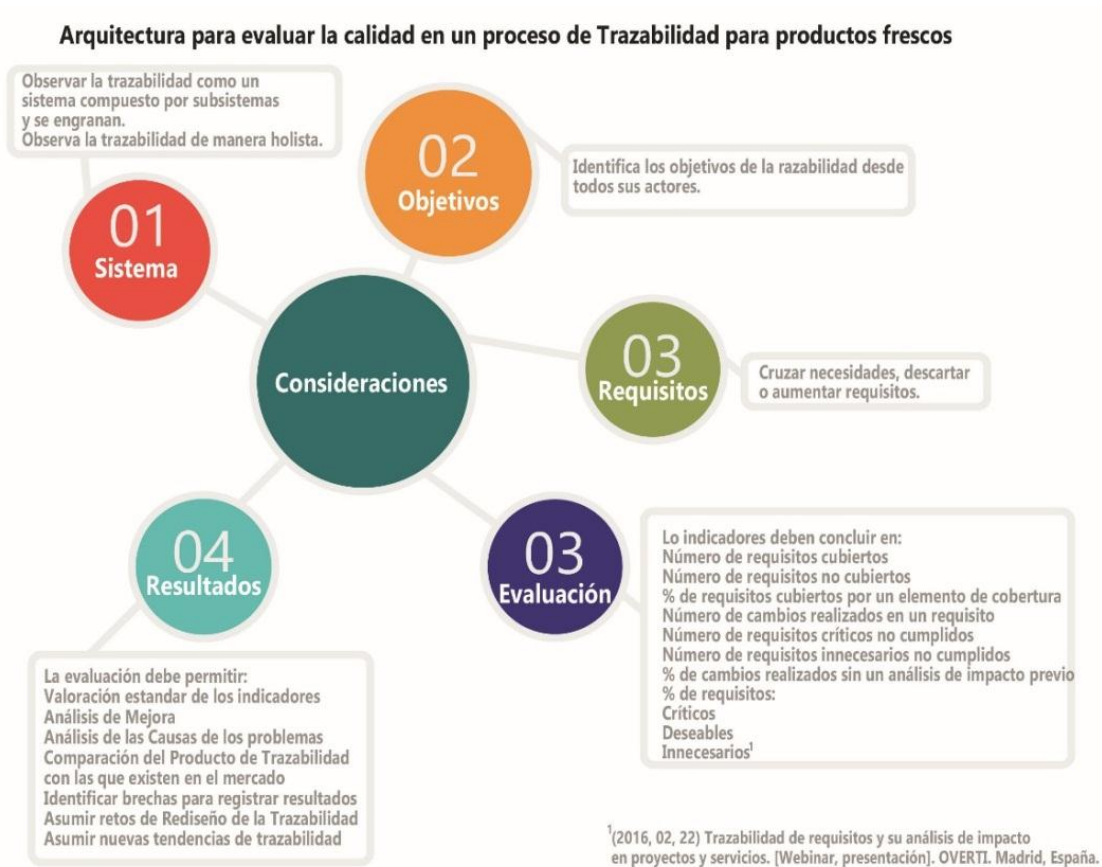 Arquitectura para evaluar la calidad en un proceso de Trazabilidad para productos frescos
Observar la trazabilidad como un
sistema compuesto por subsistemas
y se engranan.
Observa la trazabilidad de manera holista.
01
Sistema
02
Objetivos
Identifica los objetivos de la razabilidad desde
todos sus actores.
Consideraciones
03
Requisitos
Cruzar necesidades, descartar
o aumentar requisitos.
03
Evaluación
Lo indicadores deben concluir en:
Número de requisitos cubiertos
Número de requisitos no cubiertos
% de requisitos cubiertos por un elemento de cobertura
Número de cambios realizados en un requisito
Número de requisitos críticos no cumplidos
Número de requisitos innecesarios no cumplidos
% de cambios realizados sin un análisis de impacto previo
% de requisitos:
Críticos
Deseables
Innecesarios¹
04
Resultados
La evaluación debe permitir:
Valoración estandar de los indicadores
Análisis de Mejora
Análisis de las Causas de los problemas
Comparación del Producto de Trazabilidad
con las que existen en el mercado
Identificar brechas para registrar resultados
Asumir retos de Rediseño de la Trazabilidad
Asumir nuevas tendencias de trazabilidad
¹(2016, 02, 22) Trazabilidad de requisitos y su análisis de impacto
en proyectos y servicios. [Webinar, presentación]. OVERTI. Madrid, España.